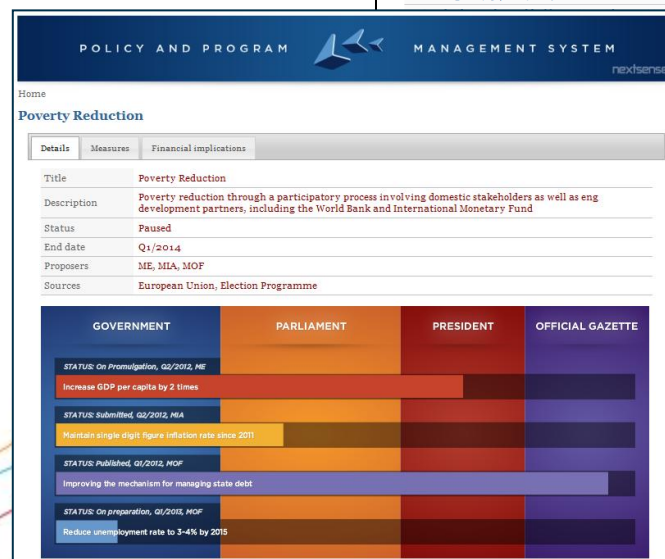 POLICY AND PROGRAM MANAGEMENT SYSTEM
nextsense
Home
Poverty Reduction
Details Measures Financial implications
Title Poverty Reduction
Description Poverty reduction through a participatory process involving domestic stakeholders as well as eng
development partners, including the World Bank and International Monetary Fund
Status Paused
End date Q1/2014
Proposers ME, MIA, MOF
Sources European Union, Election Programme
GOVERNMENT PARLIAMENT PRESIDENT OFFICIAL GAZETTE
STATUS: On Promulgation, Q2/2012, ME
Increase GDP per capita by 2 times
STATUS: Submitted, Q2/2012, MIA
Maintain single digit figure inflation rate since 2011
STATUS: Published, Q1/2012, MOF
Improving the mechanism for managing state debt
STATUS: On preparation, Q1/2013, MOF
Reduce unemployment rate to 3-4% by 2015